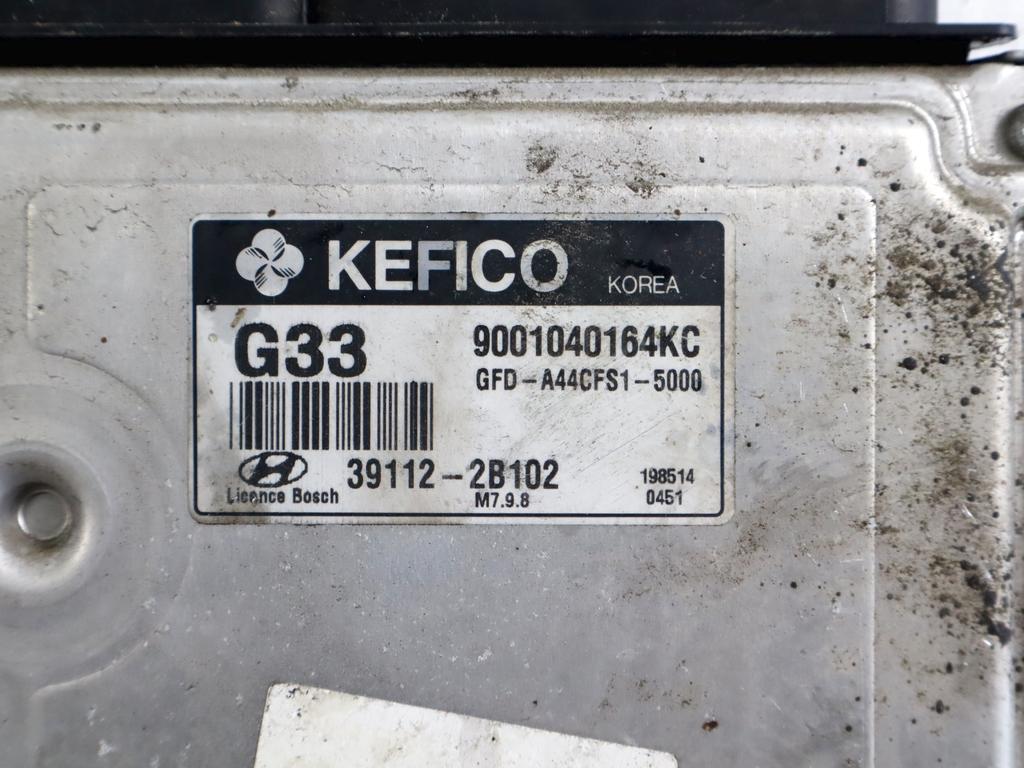 KEFICO KOREA
G33 9001040164KC
GFD-A44CFS1-5000
39112-2B102 198514
Licence Bosch M7.9.8 0451